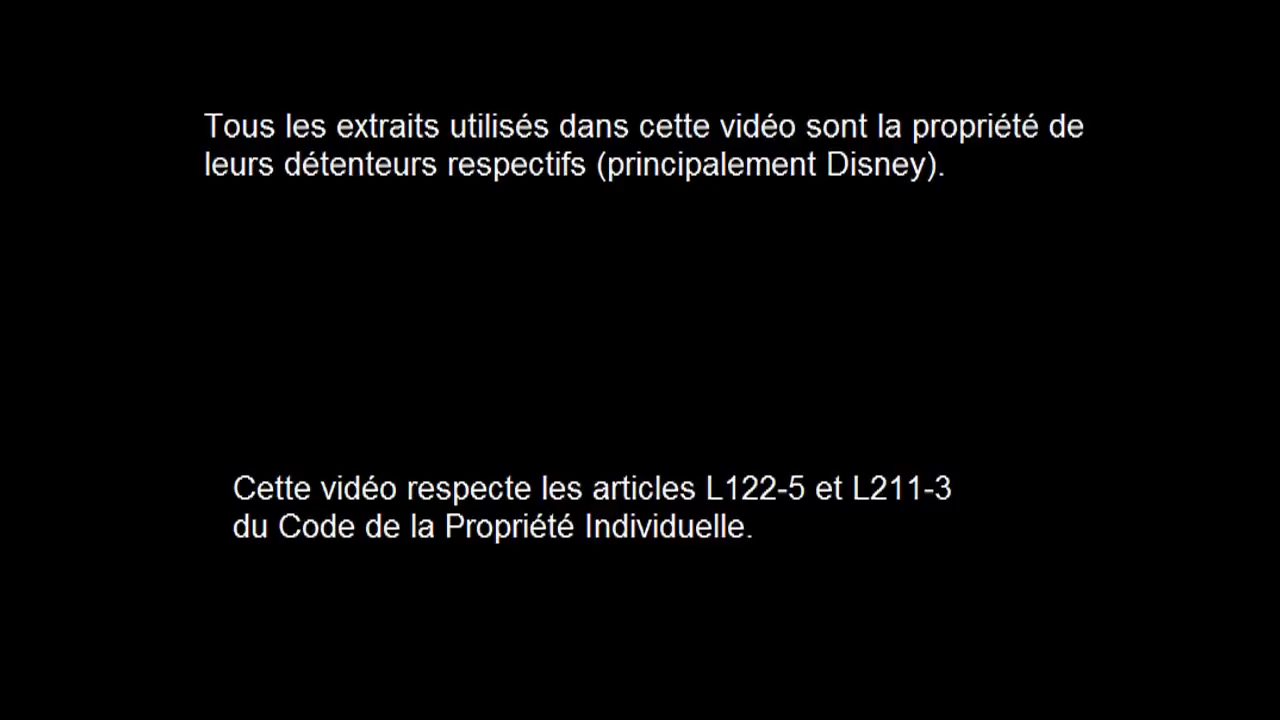 Tous les extraits utilisés dans cette vidéo sont la propriété de
leurs détenteurs respectifs (principalement Disney).
Cette vidéo respecte les articles L122-5 et L211-3
du Code de la Propriété Individuelle.